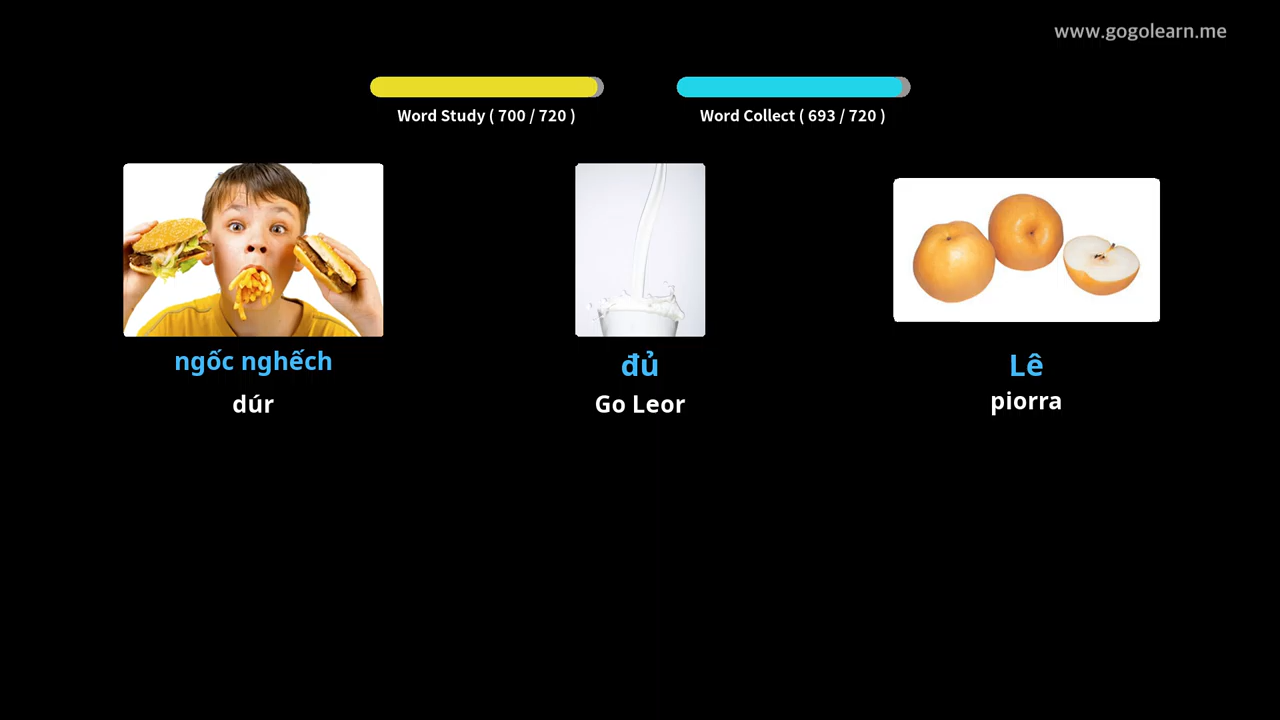 www.gogolearn.me
Word Study ( 700 / 720 )
Word Collect ( 693 / 720 )
ngốc nghếch
đủ
Lê
dúr
Go Leor
piorra